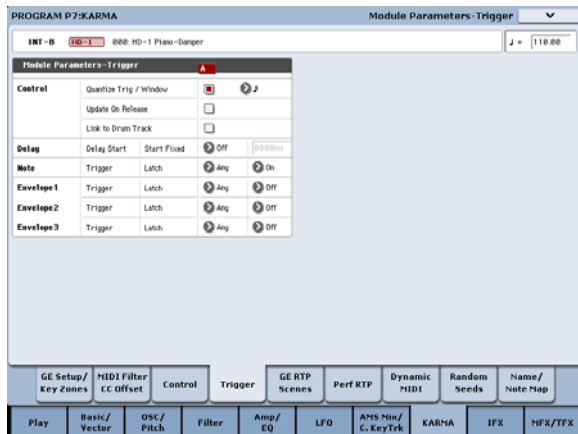 PROGRAM P7:KARMA Module Parameters-Trigger
INT-B HD-1 000: HD-1 Piano-Damper ♩ = 110.00
Module Parameters-Trigger A
Control Quantize Trig / Window ♪
Update On Release
Link to Drum Track
Delay Delay Start Start Fixed Off 0000ms
Note Trigger Latch Any On
Envelope1 Trigger Latch Any Off
Envelope2 Trigger Latch Any Off
Envelope3 Trigger Latch Any Off
GE Setup/ Key Zones MIDI Filter CC Offset Control Trigger GE RTP Scenes Perf RTP Dynamic MIDI Random Seeds Name/ Note Map
Play Basic/ Vector OSC/ Pitch Filter Amp/ EQ LFO AMS Mix/ C. KeyTrk KARMA IFX MFX/TFX